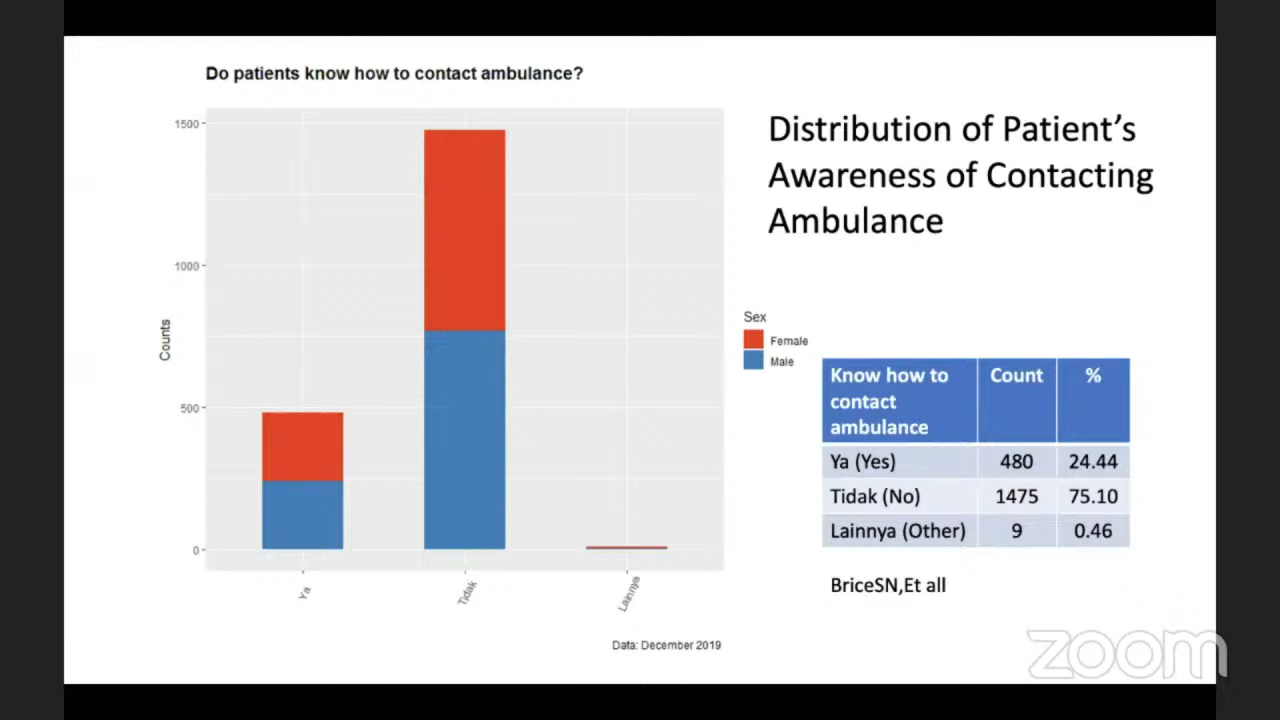 Do patients know how to contact ambulance?
1500
1000
500
0
Counts
Ya
Tidak
Lainnya
Data: December 2019
Sex
Female
Male
Distribution of Patient's
Awareness of Contacting
Ambulance
Know how to contact ambulance Count %
Ya (Yes) 480 24.44
Tidak (No) 1475 75.10
Lainnya (Other) 9 0.46
BriceSN,Et all
zoom